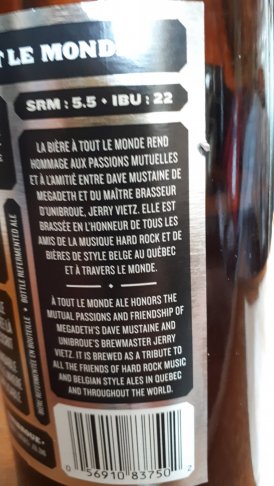 UT LE MOND
SRM : 5.5 • IBU : 22
LA BIÈRE À TOUT LE MONDE REND
HOMMAGE AUX PASSIONS MUTUELLES
ET À L'AMITIÉ ENTRE DAVE MUSTAINE DE
MEGADETH ET DU MAÎTRE BRASSEUR
D'UNIBROUE, JERRY VIETZ. ELLE EST
BRASSÉE EN L'HONNEUR DE TOUS LES
AMIS DE LA MUSIQUE HARD ROCK ET DE
BIÈRES DE STYLE BELGE AU QUÉBEC
ET À TRAVERS LE MONDE.
À TOUT LE MONDE ALE HONORS THE
MUTUAL PASSIONS AND FRIENDSHIP OF
MEGADETH'S DAVE MUSTAINE AND
UNIBROUE'S BREWMASTER JERRY
VIETZ. IT IS BREWED AS A TRIBUTE TO
ALL THE FRIENDS OF HARD ROCK MUSIC
AND BELGIAN STYLE ALES IN QUEBEC
AND THROUGHOUT THE WORLD.
BIÈRE REFERMENTÉE EN BOUTEILLE • BOTTLE REFERMENTED ALE
0 56910 83750 2